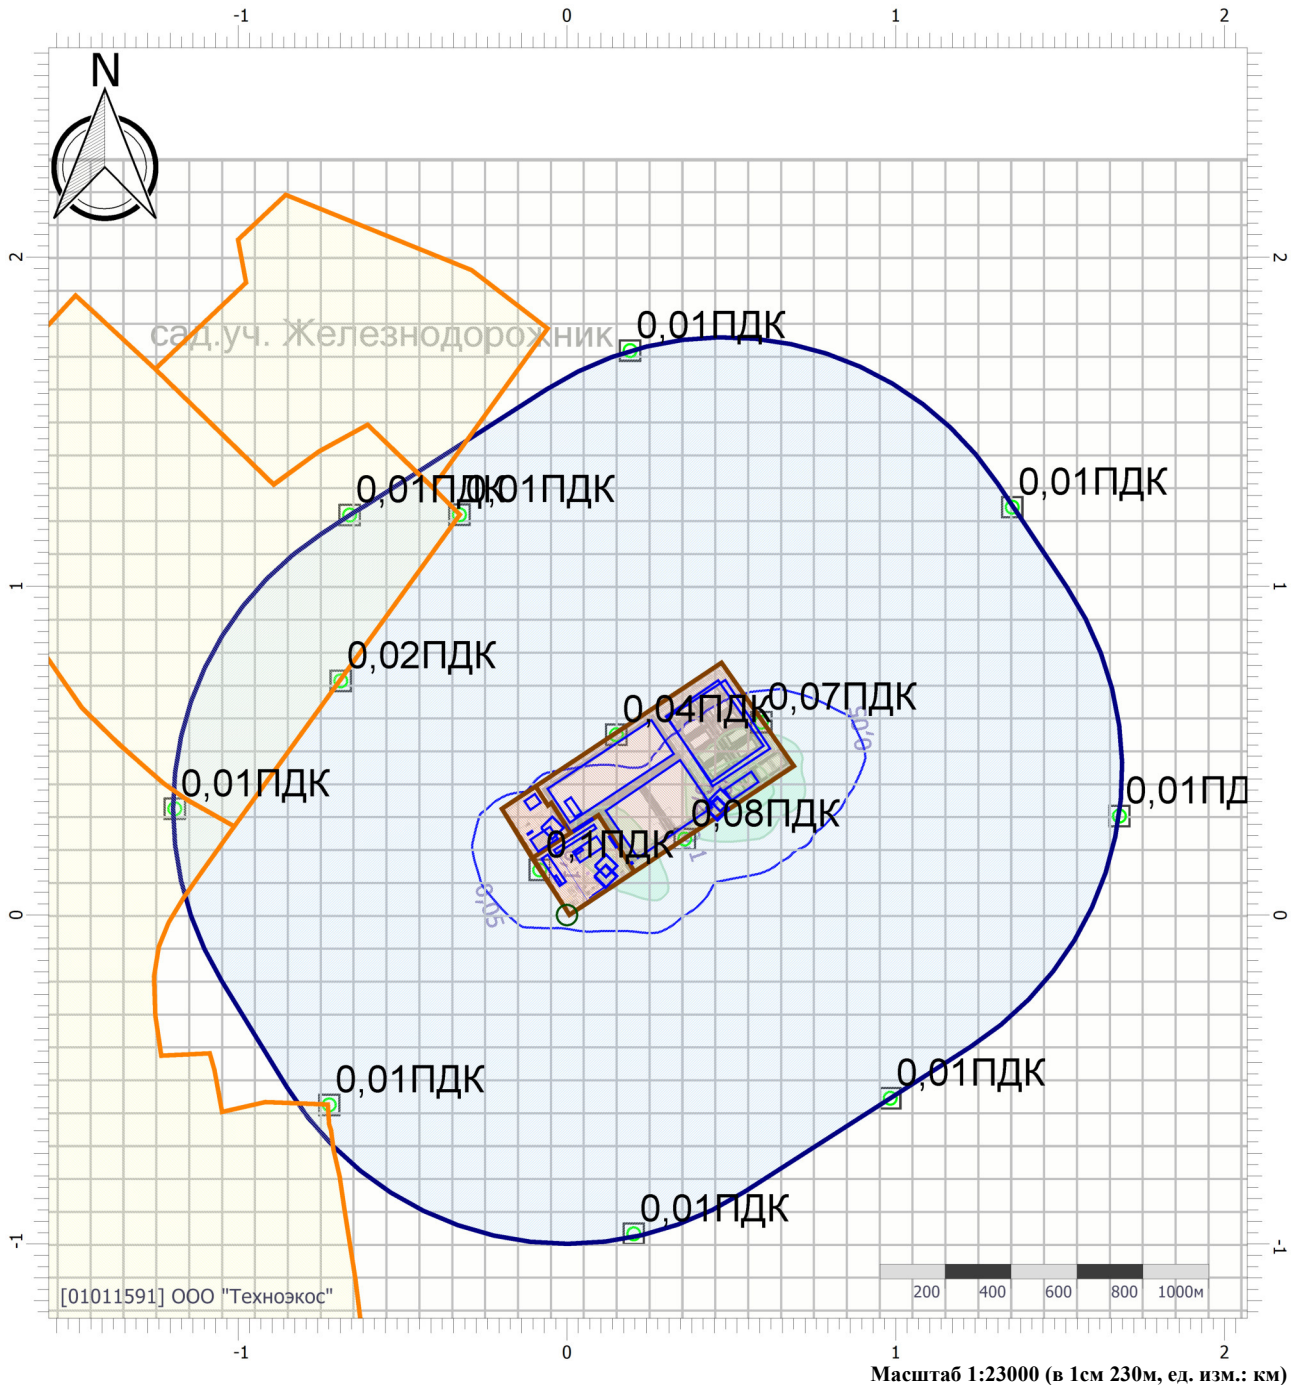 -1 0 1 2
N
2 2
сад.уч. Железнодорожник
0,01ПДК
0,01ПДК 0,01ПДК
0,01ПДК
1 1
0,02ПДК
0,04ПДК
0,07ПДК
0,05
0,01ПДК
0,08ПДК
0,01ПД
0,1ПДК
0,05
0 0
0,01ПДК
0,01ПДК
0,01ПДК
-1 -1
200 400 600 800 1000м
[01011591] ООО "Техноэкос"
-1 0 1 2
Масштаб 1:23000 (в 1см 230м, ед. изм.: км)